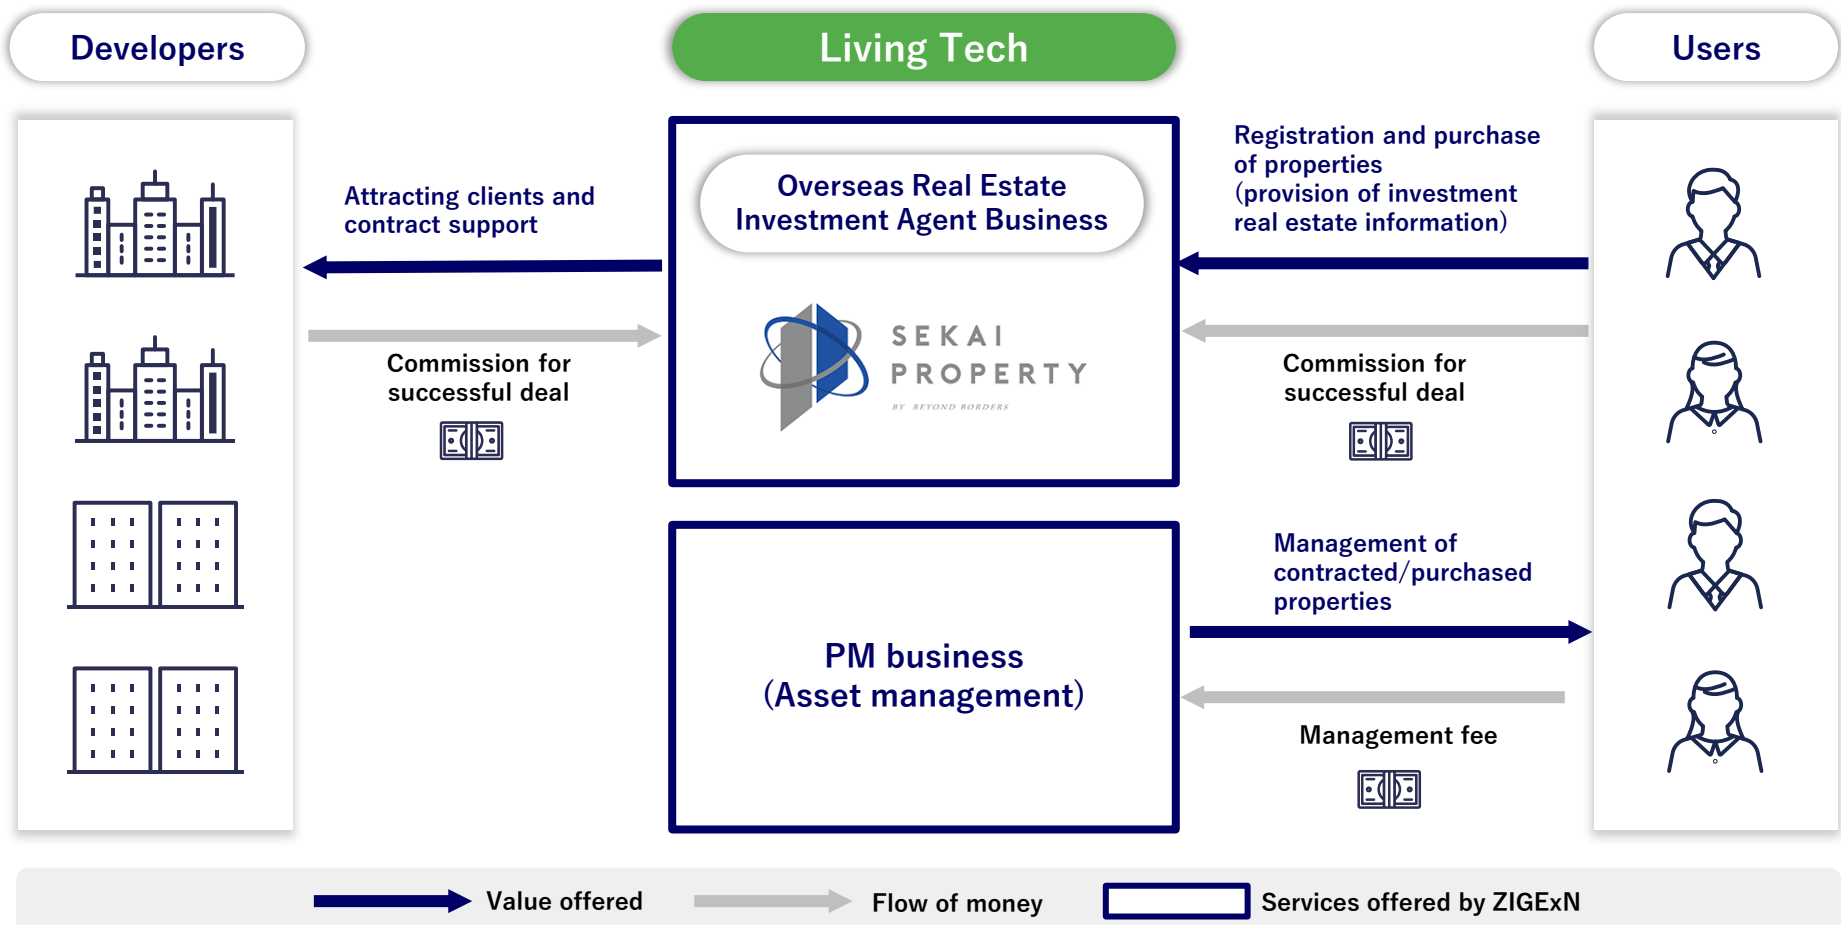 Developers
Living Tech
Users
Attracting clients and
contract support
Commission for
successful deal
Overseas Real Estate
Investment Agent Business
SEKAI
PROPERTY
BY BEYOND BORDERS
Registration and purchase
of properties
(provision of investment
real estate information)
Commission for
successful deal
PM business
(Asset management)
Management of
contracted/purchased
properties
Management fee
Value offered
Flow of money
Services offered by ZIGExN